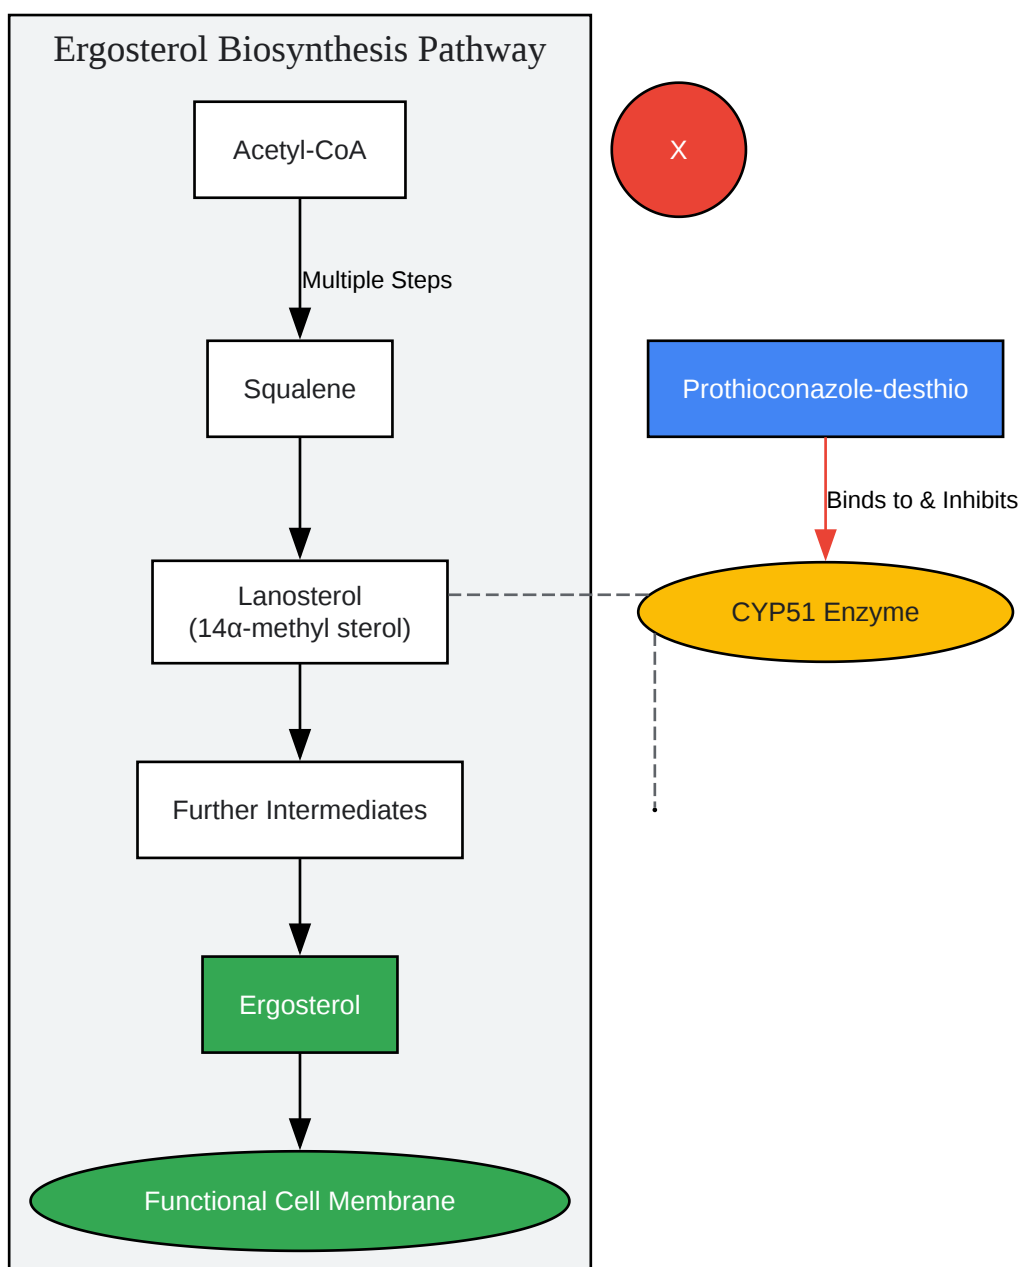 Ergosterol Biosynthesis Pathway
Acetyl-CoA
X
Multiple Steps
Squalene
Prothioconazole-desthio
Binds to & Inhibits
Lanosterol
(14α-methyl sterol)
CYP51 Enzyme
Further Intermediates
Ergosterol
Functional Cell Membrane